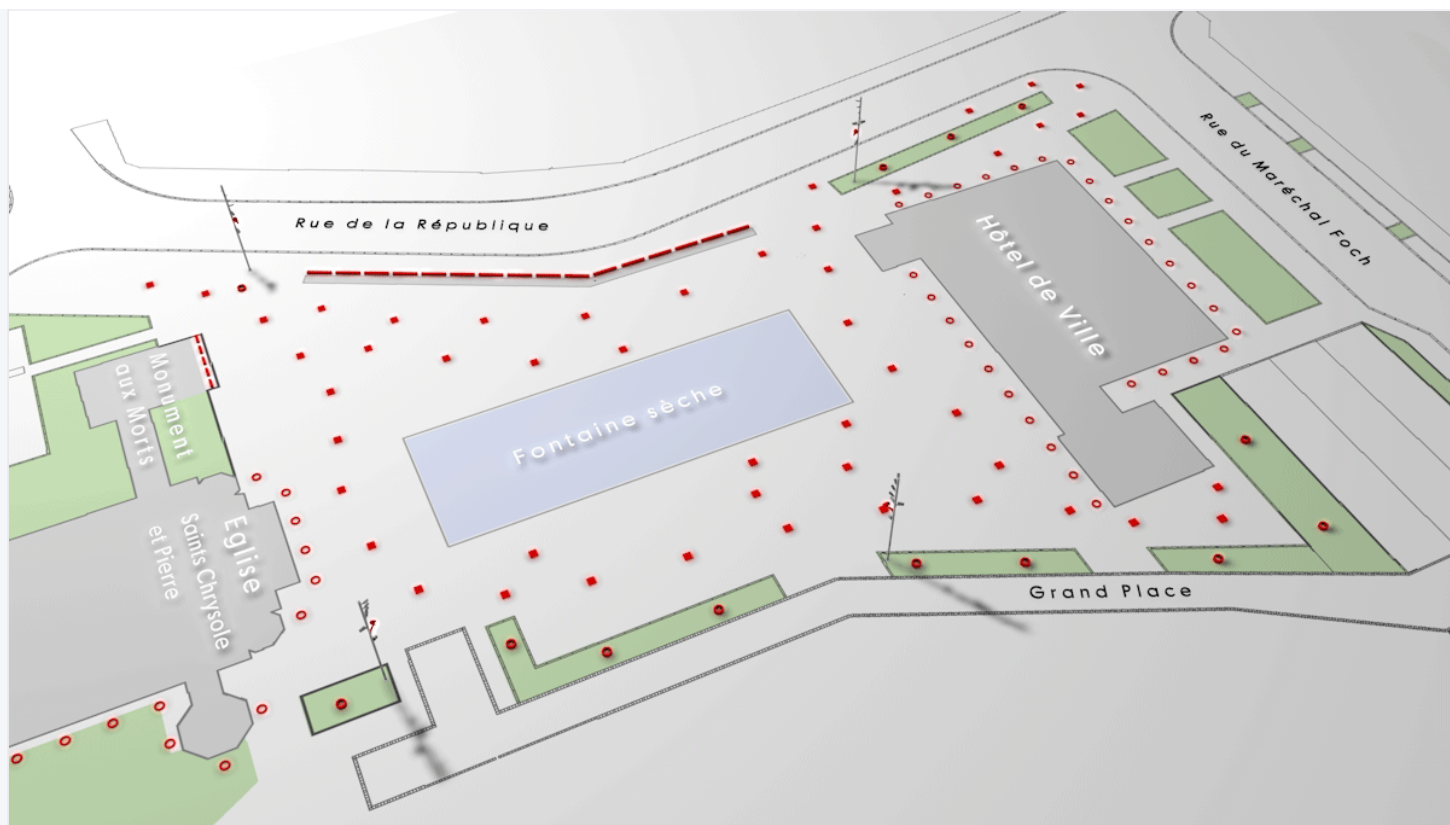 Rue de la République
Rue du Maréchal Foch
Hôtel de Ville
Monument
aux Morts
Fontaine sèche
Eglise
Saints Chrysole
et Pierre
Grand Place